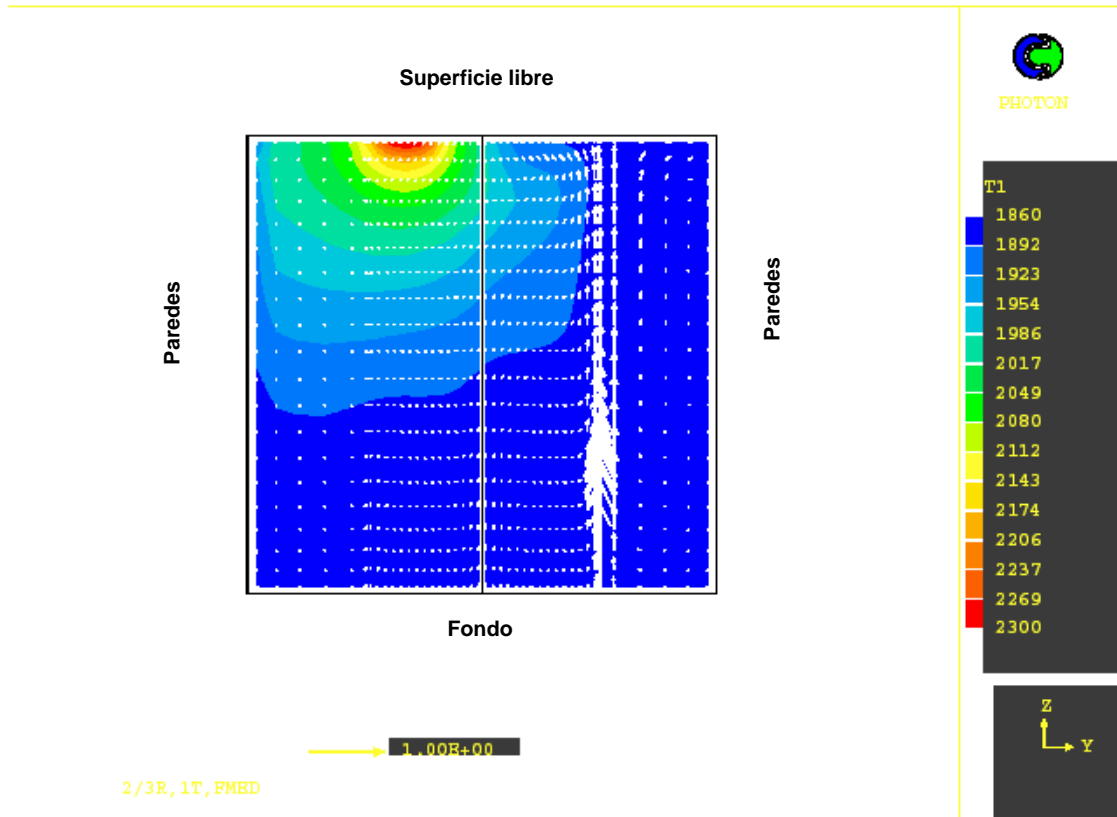 Superficie libre
PHOTON
Paredes
Paredes
Fondo
T1
1860
1892
1923
1954
1986
2017
2049
2080
2112
2143
2174
2206
2237
2269
2300
1.00E+00
Z
Y
2/3R,1T,FMED